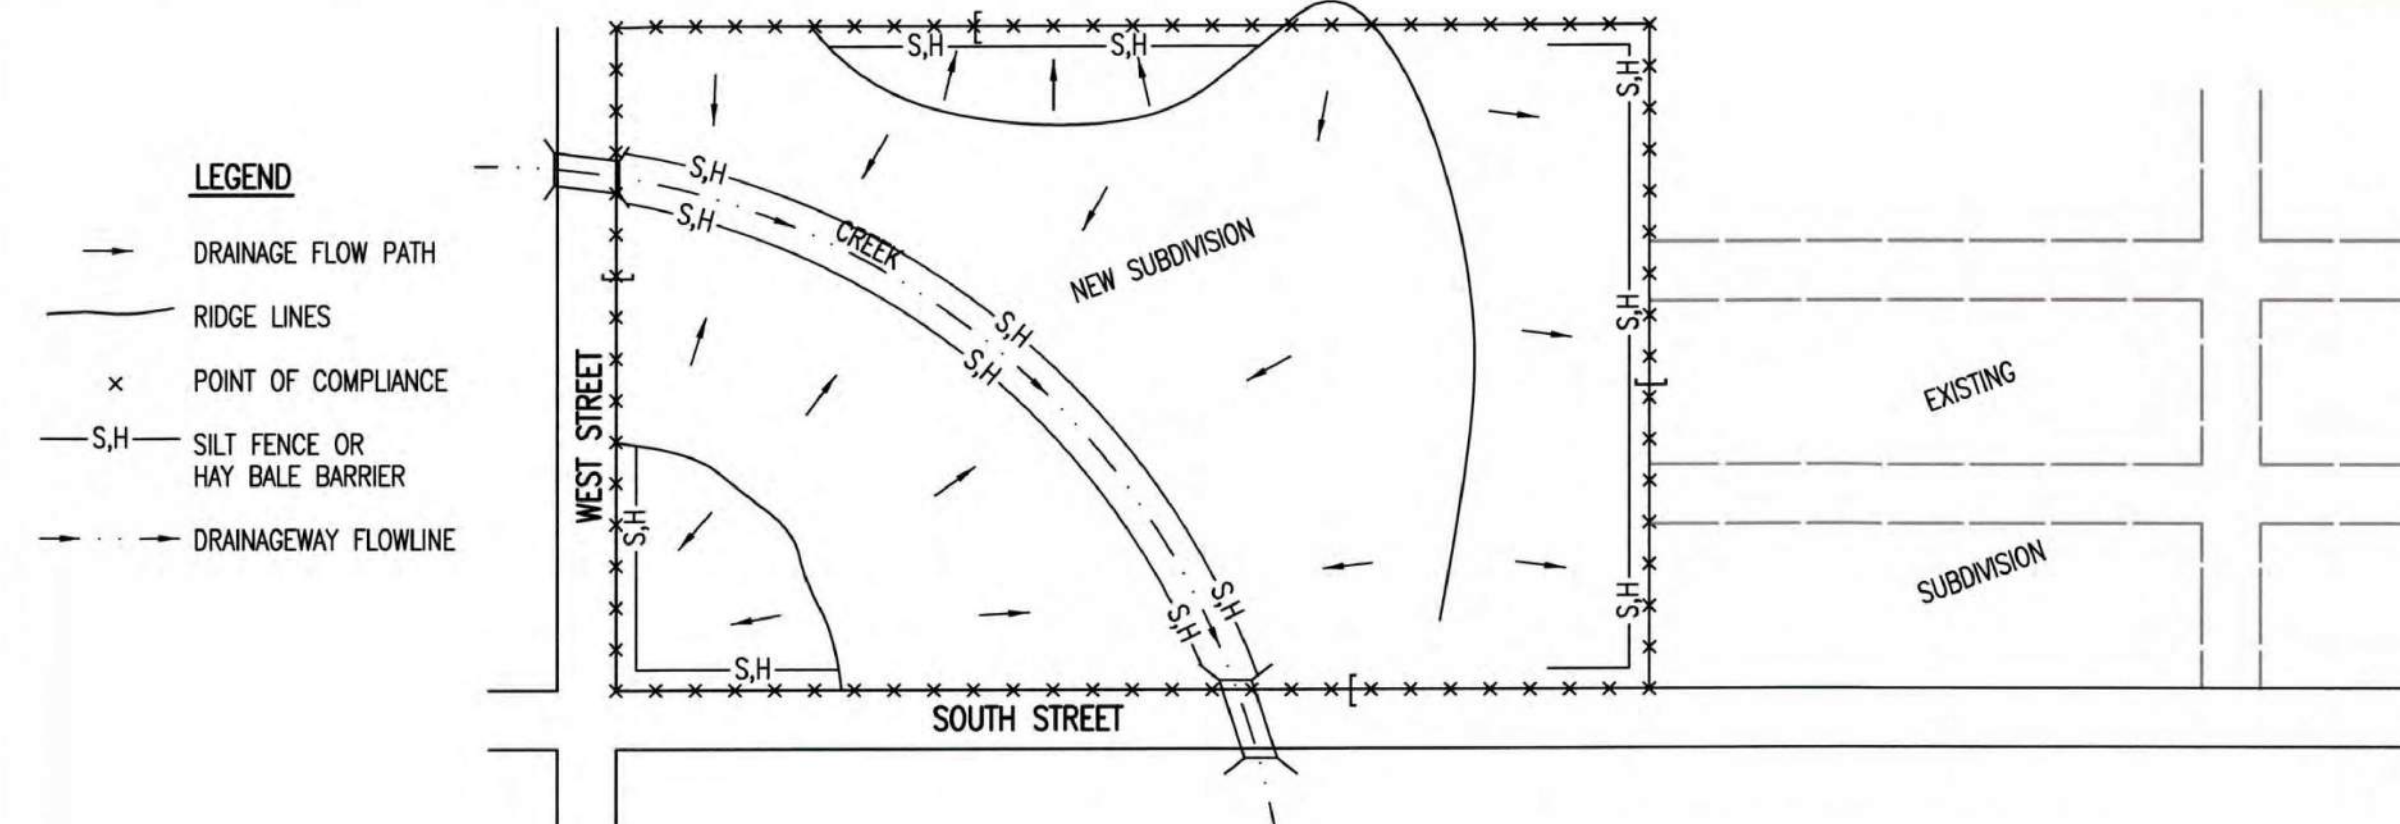 LEGEND
DRAINAGE FLOW PATH
RIDGE LINES
× POINT OF COMPLIANCE
S,H SILT FENCE OR
HAY BALE BARRIER
DRAINAGEWAY FLOWLINE
S,H
S,H
S,H
S,H
S,H
CREEK
NEW SUBDIVISION
S,H
S,H
S,H
WEST STREET
EXISTING
S,H
SUBDIVISION
S,H
S,H
S,H
S,H
SOUTH STREET